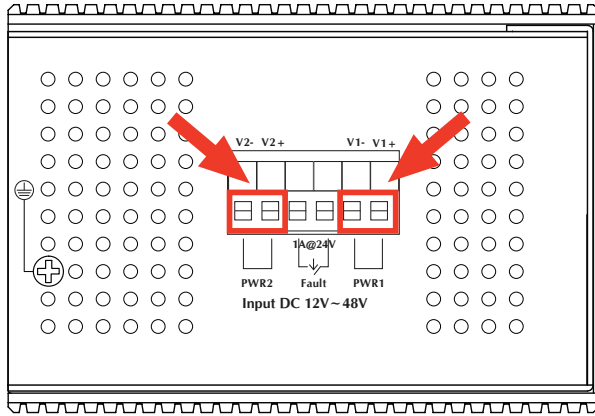 V2- V2+ V1- V1+
1A@24V
PWR2 Fault PWR1
Input DC 12V~48V